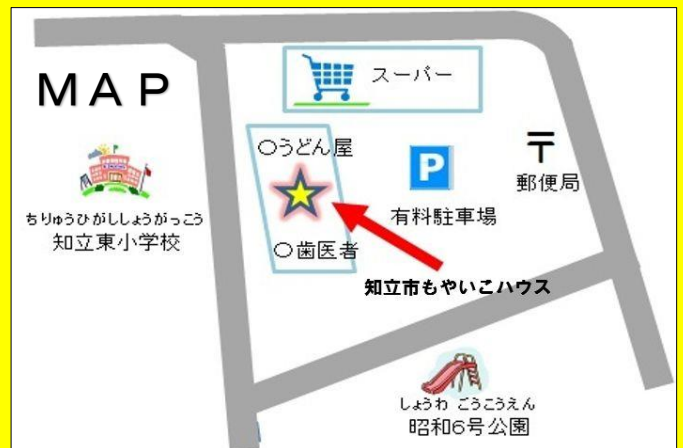 MAP
スーパー
〇うどん屋
P
〒
郵便局
有料駐車場
ちりゅうひがししょうがっこう
知立東小学校
〇歯医者
知立市もやいこハウス
しょうわ ごうこうえん
昭和6号公園